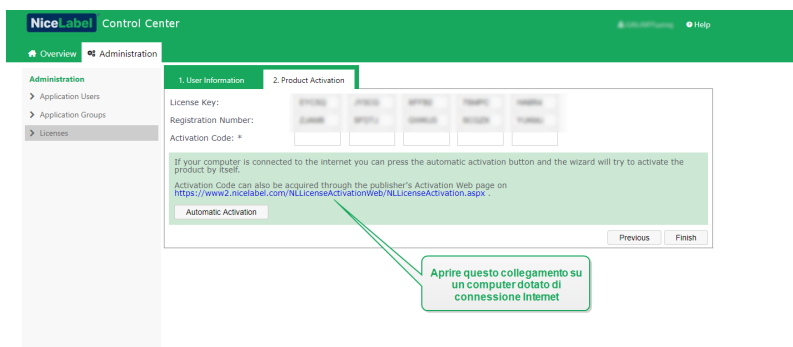 NiceLabel Control Center
Help
Overview Administration
Administration
Application Users
Application Groups
Licenses
1. User Information 2. Product Activation
License Key:
Registration Number:
Activation Code: *
If your computer is connected to the internet you can press the automatic activation button and the wizard will try to activate the
product by itself.
Activation Code can also be acquired through the publisher's Activation Web page on
https://www2.nicelabel.com/NLLicenseActivationWeb/NLLicenseActivation.aspx .
Automatic Activation
Previous Finish
Aprire questo collegamento su
un computer dotato di
connessione Internet